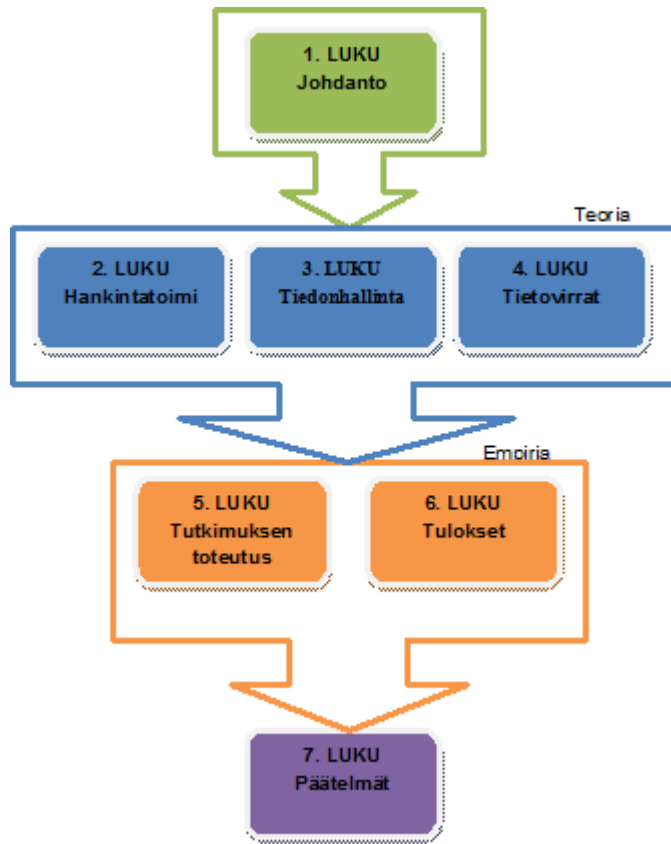 1. LUKU
Johdanto
Teoria
2. LUKU
Hankintatoimi
3. LUKU
Tiedonhallinta
4. LUKU
Tietovirrat
Empiria
5. LUKU
Tutkimuksen
toteutus
6. LUKU
Tulokset
7. LUKU
Päätelmät